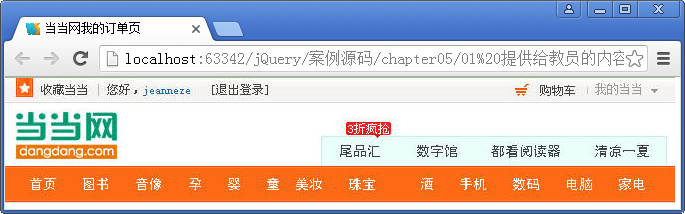 当当网我的订单页
localhost:63342/jQuery/案例源码/chapter05/01%20提供给教员的内容
收藏当当 | 您好，jeanneze [退出登录] 购物车 | 我的当当
当当网
dangdang.com
3折疯抢
尾品汇 数字馆 都看阅读器 清凉一夏
首页 图书 音像 孕 婴 童 美妆 珠宝 酒 手机 数码 电脑 家电